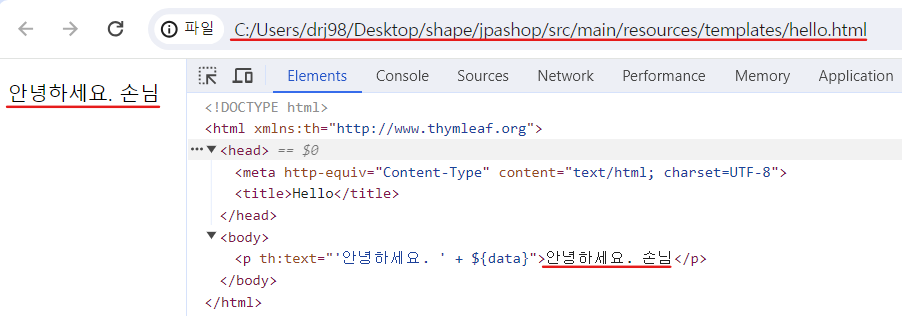 파일
C:/Users/drj98/Desktop/shape/jpashop/src/main/resources/templates/hello.html
안녕하세요. 손님
Elements Console Sources Network Performance Memory Application
<!DOCTYPE html>
<html xmlns:th="http://www.thymleaf.org">
••• ▼<head> == $0
<meta http-equiv="Content-Type" content="text/html; charset=UTF-8">
<title>Hello</title>
</head>
▼<body>
<p th:text="'안녕하세요. ' + ${data}">안녕하세요. 손님</p>
</body>
</html>